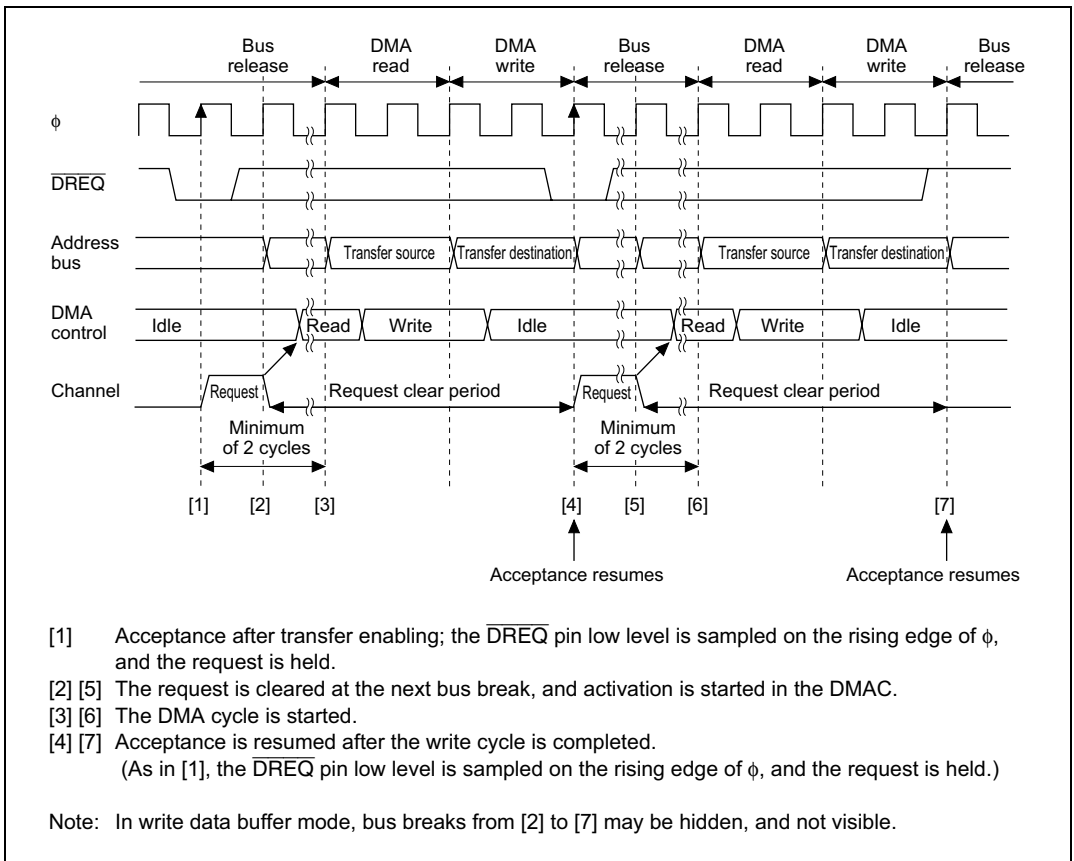 Bus release DMA read DMA write Bus release DMA read DMA write Bus release
ϕ
DREQ
Address bus Transfer source Transfer destination Transfer source Transfer destination
DMA control Idle Read Write Idle Read Write Idle
Channel Request Request clear period Request Request clear period
Minimum of 2 cycles Minimum of 2 cycles
[1] [2] [3] [4] [5] [6] [7]
Acceptance resumes Acceptance resumes
[1] Acceptance after transfer enabling; the DREQ pin low level is sampled on the rising edge of ϕ,
and the request is held.
[2] [5] The request is cleared at the next bus break, and activation is started in the DMAC.
[3] [6] The DMA cycle is started.
[4] [7] Acceptance is resumed after the write cycle is completed.
(As in [1], the DREQ pin low level is sampled on the rising edge of ϕ, and the request is held.)
Note: In write data buffer mode, bus breaks from [2] to [7] may be hidden, and not visible.